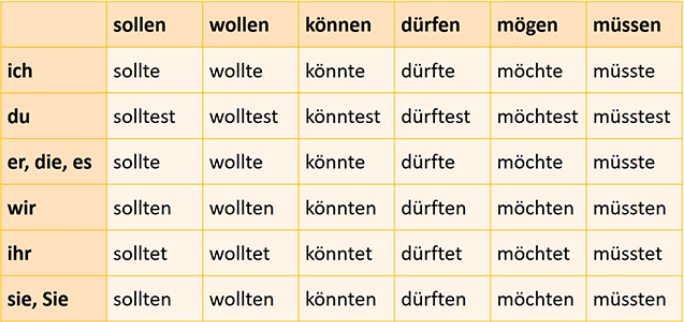 sollen wollen können dürfen mögen müssen
ich sollte wollte könnte dürfte möchte müsste
du solltest wolltest könntest dürftest möchtest müsstest
er, die, es sollte wollte könnte dürfte möchte müsste
wir sollten wollten könnten dürften möchten müssten
ihr solltet wolltet könntet dürftet möchtet müsstet
sie, Sie sollten wollten könnten dürften möchten müssten